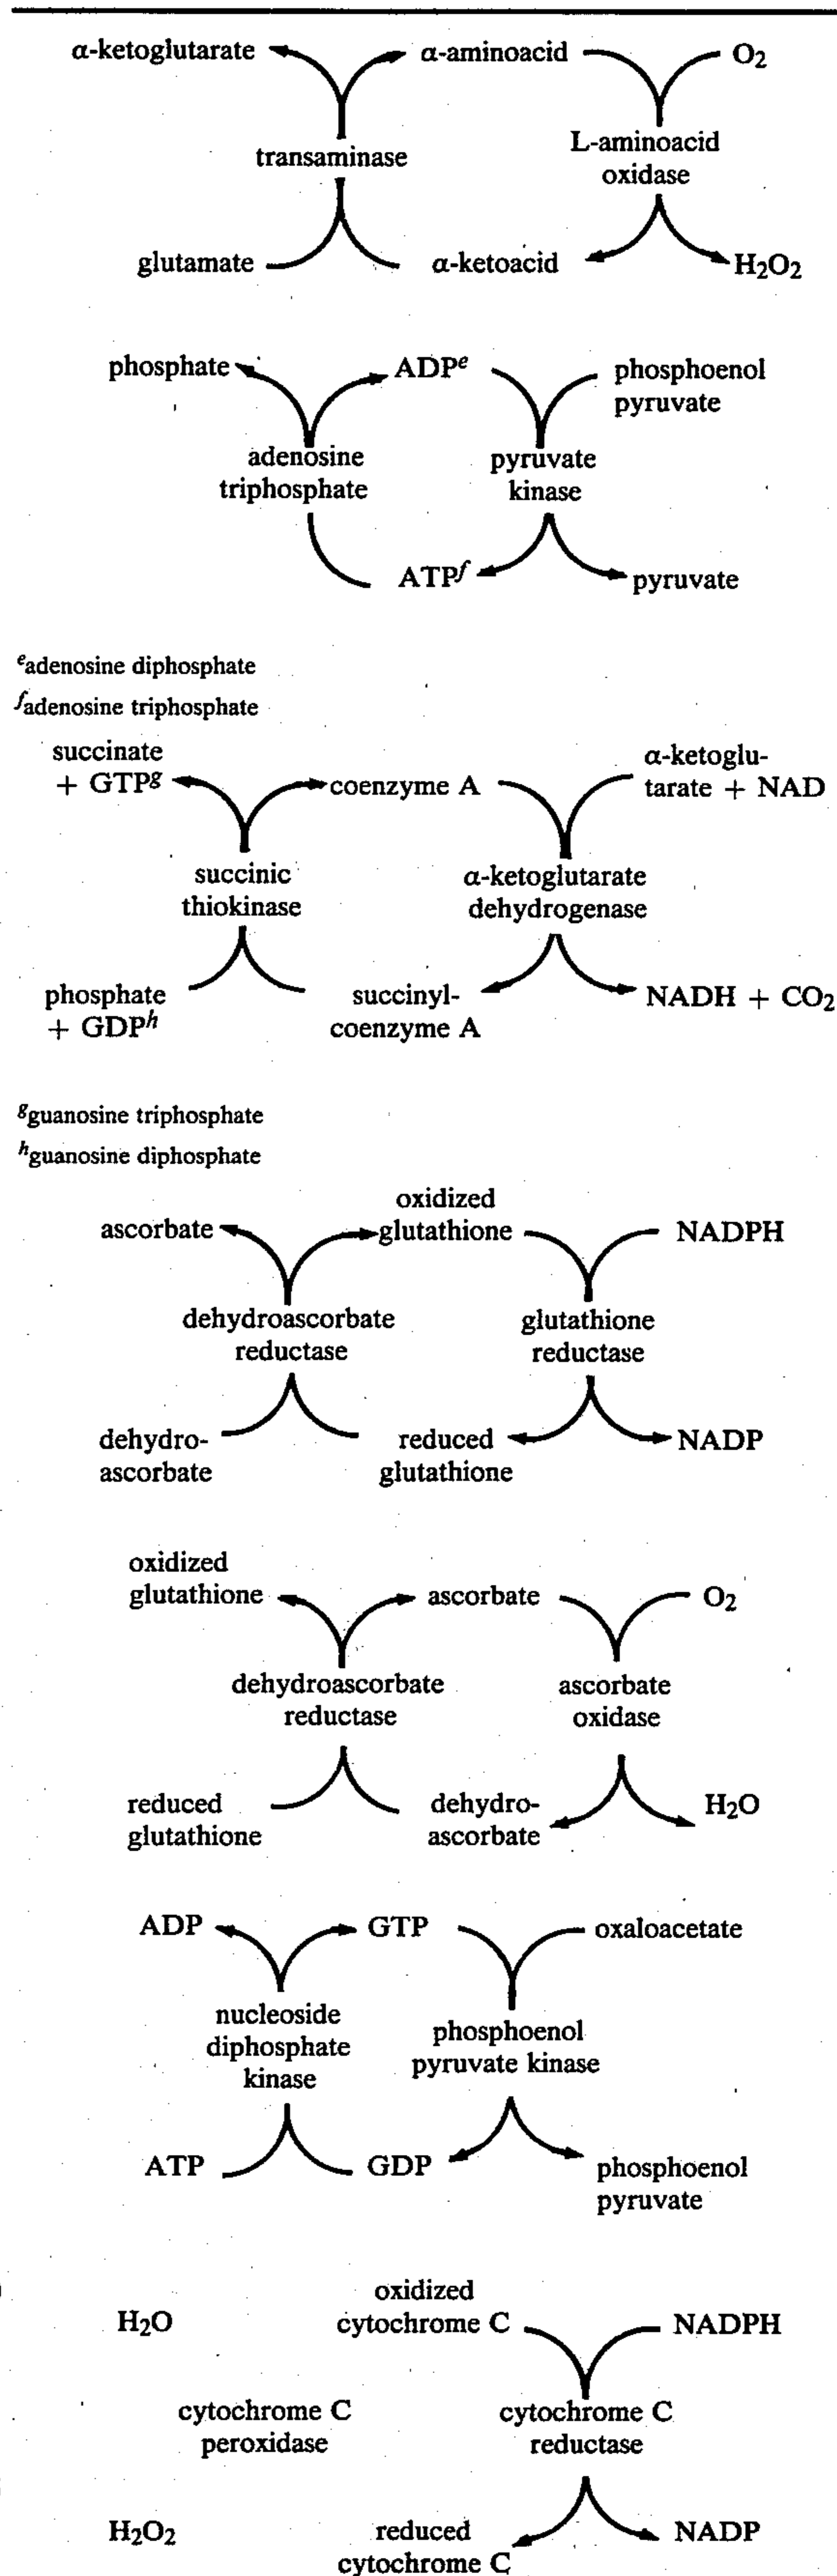 α-ketoglutarate α-aminoacid O2
transaminase L-aminoacid
oxidase
glutamate α-ketoacid H2O2
phosphate ADPe phosphoenol
pyruvate
adenosine pyruvate
triphosphate kinase
ATPf pyruvate
eadenosine diphosphate
fadenosine triphosphate
succinate α-ketoglu-
+ GTPg coenzyme A tarate + NAD
succinic α-ketoglutarate
thiokinase dehydrogenase
phosphate succinyl- NADH + CO2
+ GDPh coenzyme A
gguanosine triphosphate
hguanosine diphosphate
oxidized
ascorbate glutathione NADPH
dehydroascorbate glutathione
reductase reductase
dehydro- reduced NADP
ascorbate glutathione
oxidized
glutathione ascorbate O2
dehydroascorbate ascorbate
reductase oxidase
reduced dehydro- H2O
glutathione ascorbate
ADP GTP oxaloacetate
nucleoside phosphoenol
diphosphate pyruvate kinase
kinase
ATP GDP phosphoenol
pyruvate
oxidized
H2O cytochrome C NADPH
cytochrome C cytochrome C
peroxidase reductase
H2O2 reduced NADP
cytochrome C